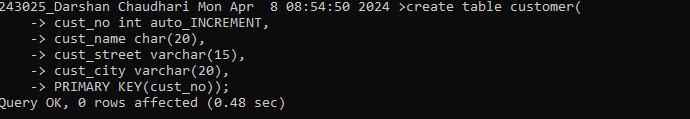 243025_Darshan Chaudhari Mon Apr  8 08:54:50 2024 >create table customer(
    -> cust_no int auto_INCREMENT,
    -> cust_name char(20),
    -> cust_street varchar(15),
    -> cust_city varchar(20),
    -> PRIMARY KEY(cust_no));
Query OK, 0 rows affected (0.48 sec)